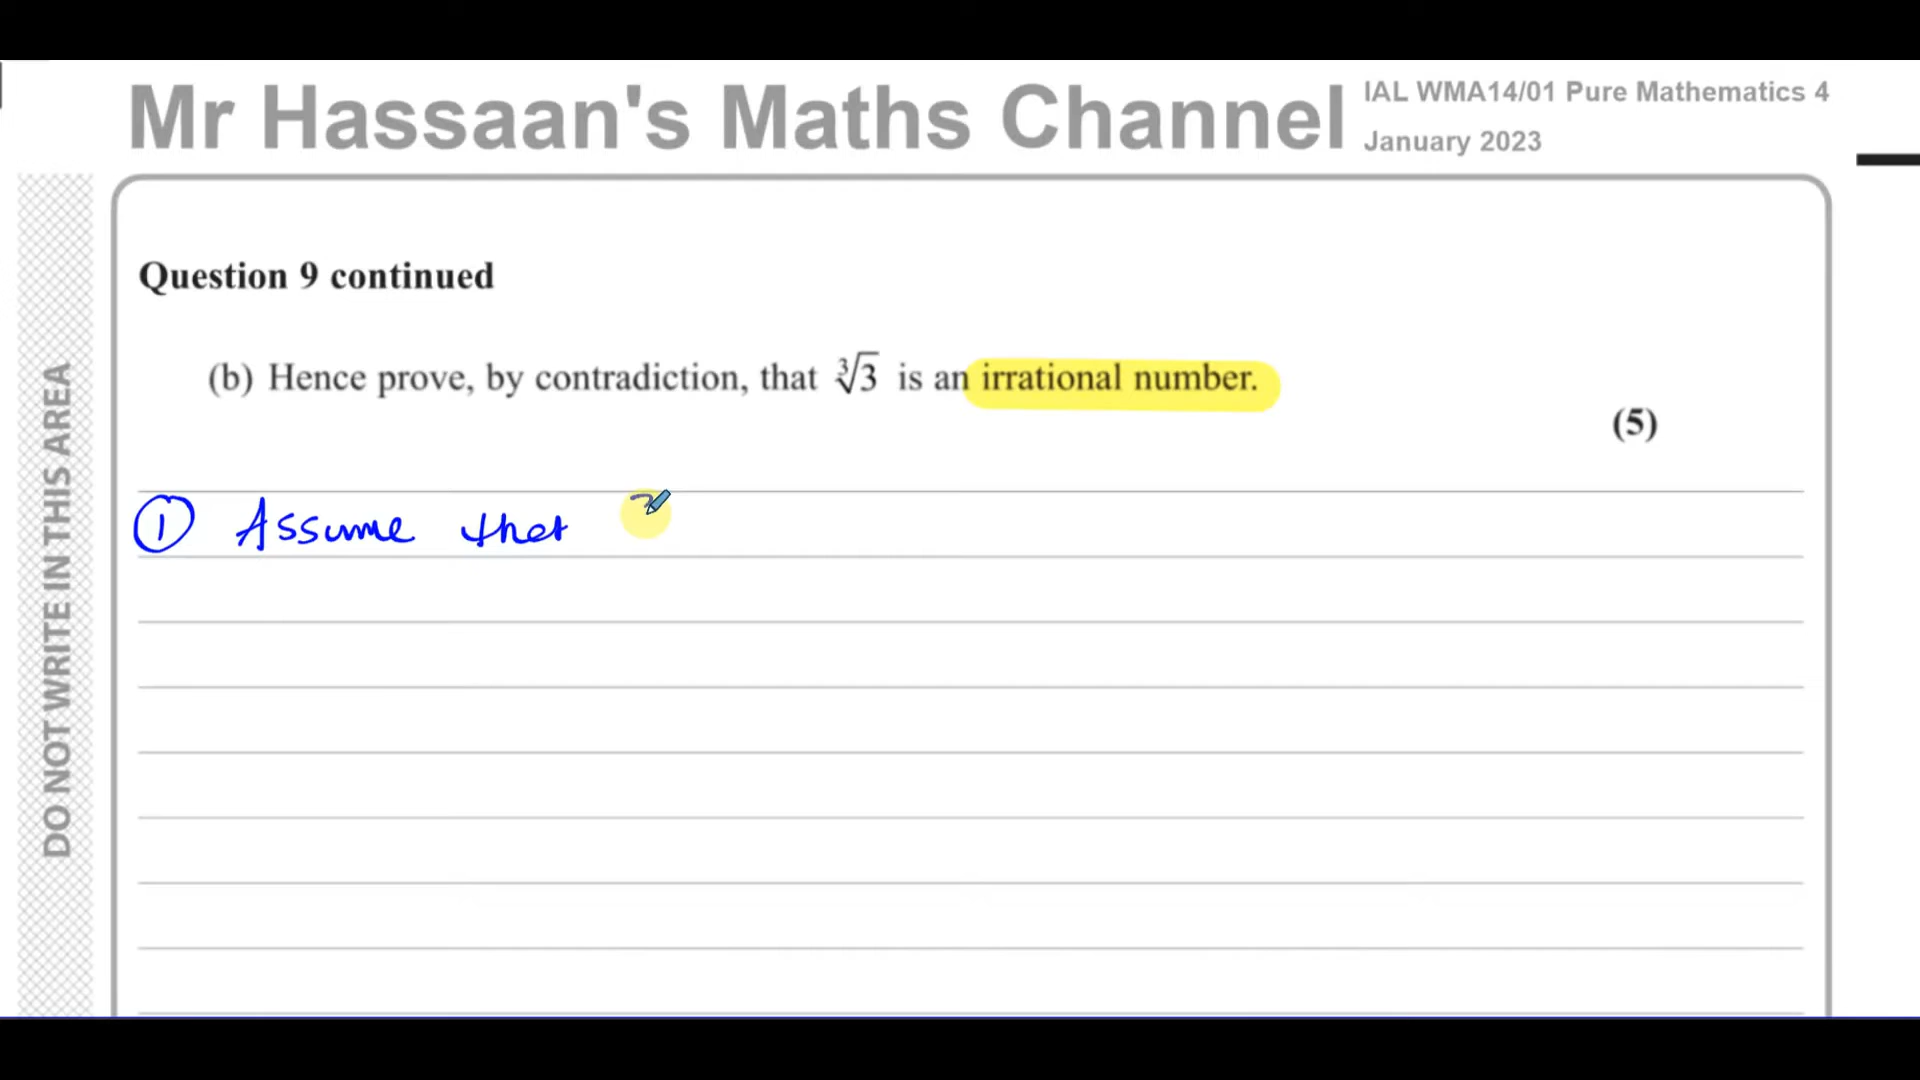 Mr Hassaan's Maths Channel
IAL WMA14/01 Pure Mathematics 4
January 2023
DO NOT WRITE IN THIS AREA
Question 9 continued
(b) Hence prove, by contradiction, that ∛3 is an irrational number.
(5)
① Assume that